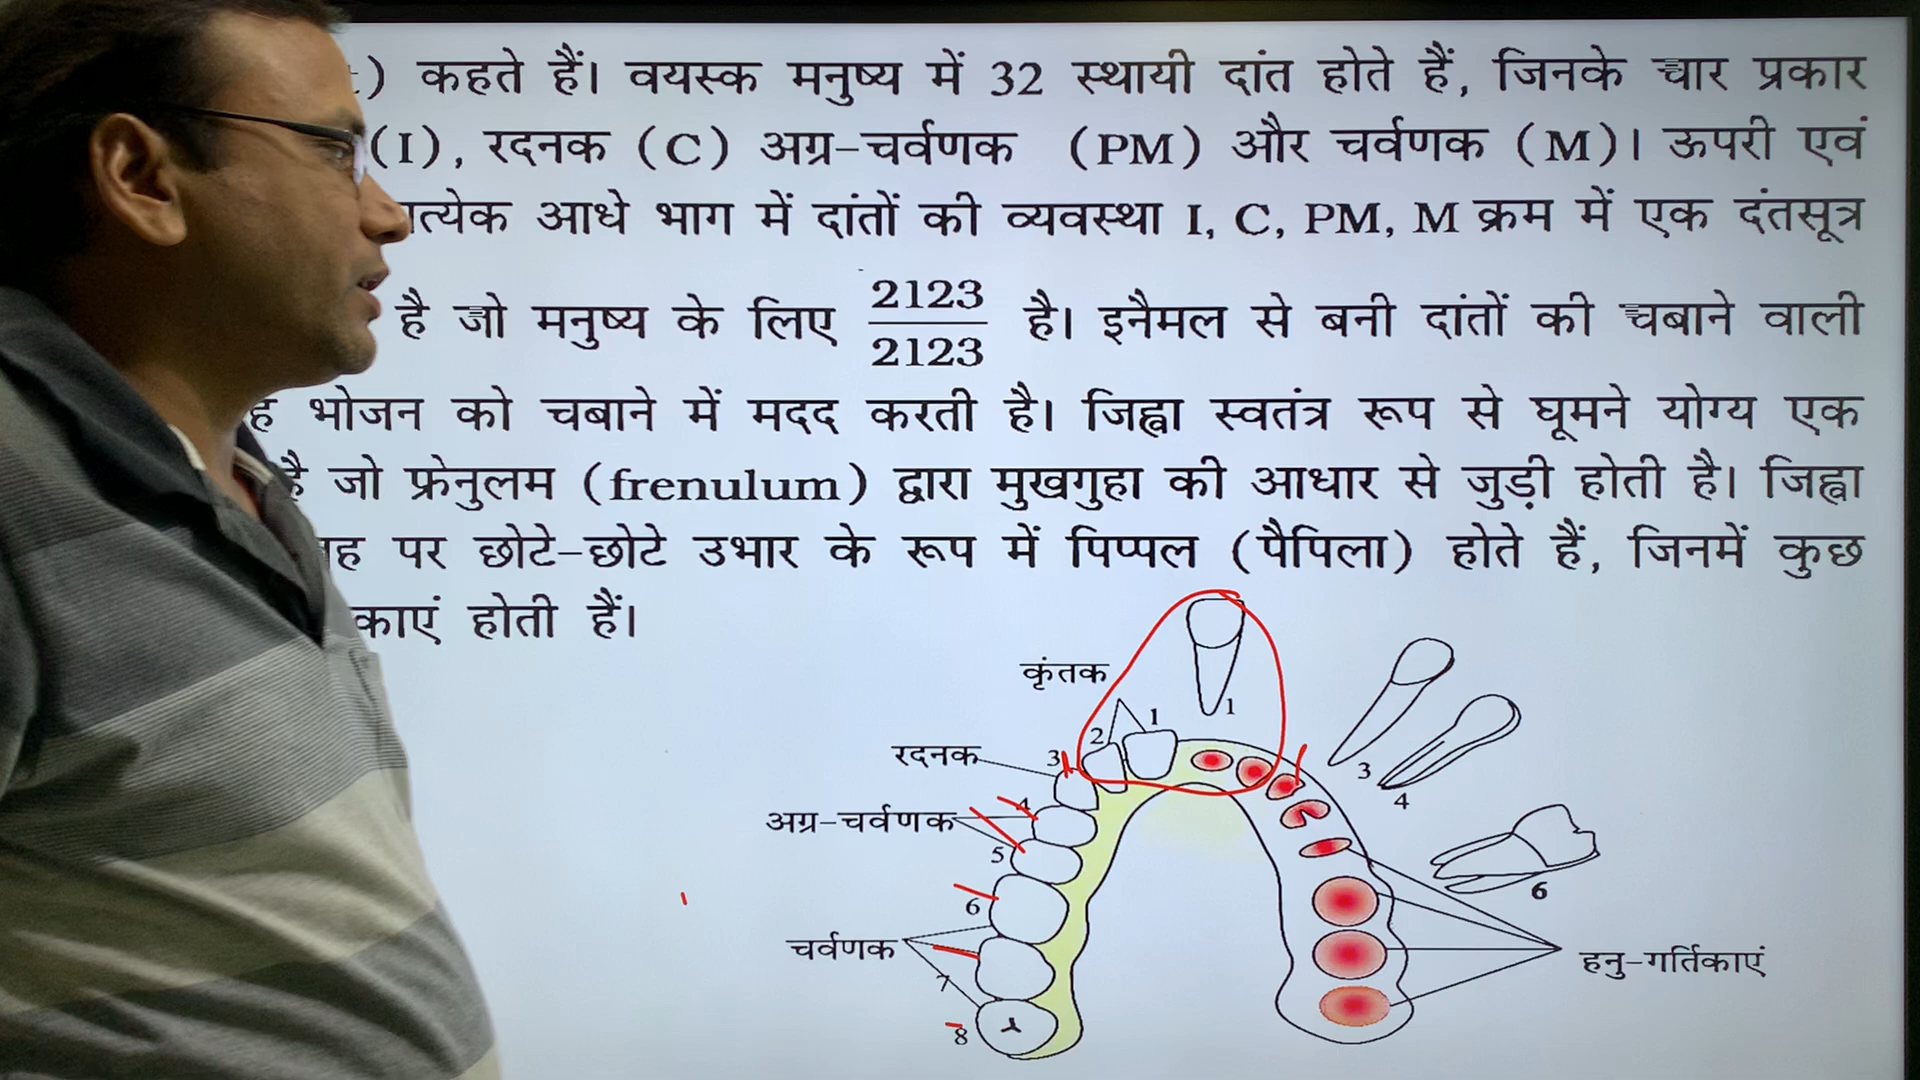 ) कहते हैं। वयस्क मनुष्य में 32 स्थायी दांत होते हैं, जिनके चार प्रकार
(I), रदनक (C) अग्र-चर्वणक (PM) और चर्वणक (M)। ऊपरी एवं
आधे भाग में दांतों की व्यवस्था I, C, PM, M क्रम में एक दंतसूत्र
है जो मनुष्य के लिए 2123/2123 है। इनैमल से बनी दांतों की चबाने वाली
भोजन को चबाने में मदद करती है। जिह्वा स्वतंत्र रूप से घूमने योग्य एक
है जो फ्रेनुलम (frenulum) द्वारा मुखगुहा की आधार से जुड़ी होती है। जिह्वा
पर छोटे-छोटे उभार के रूप में पिप्पल (पैपिला) होते हैं, जिनमें कुछ
होती हैं।
कृंतक
1
1
2
रदनक
3
3
4
4
अग्र-चर्वणक
5
6
6
चर्वणक
हनु-गर्तिकाएं
7
8